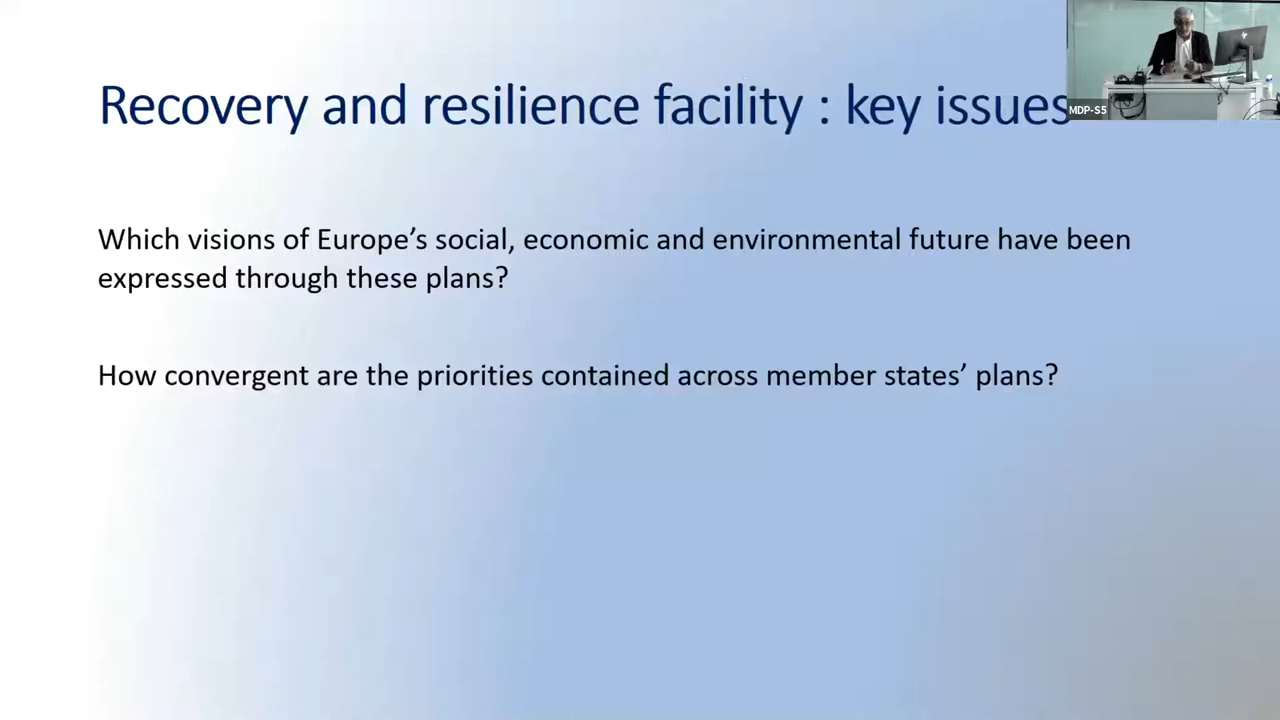 Recovery and resilience facility : key issues
MDP-S5
Which visions of Europe’s social, economic and environmental future have been
expressed through these plans?
How convergent are the priorities contained across member states’ plans?